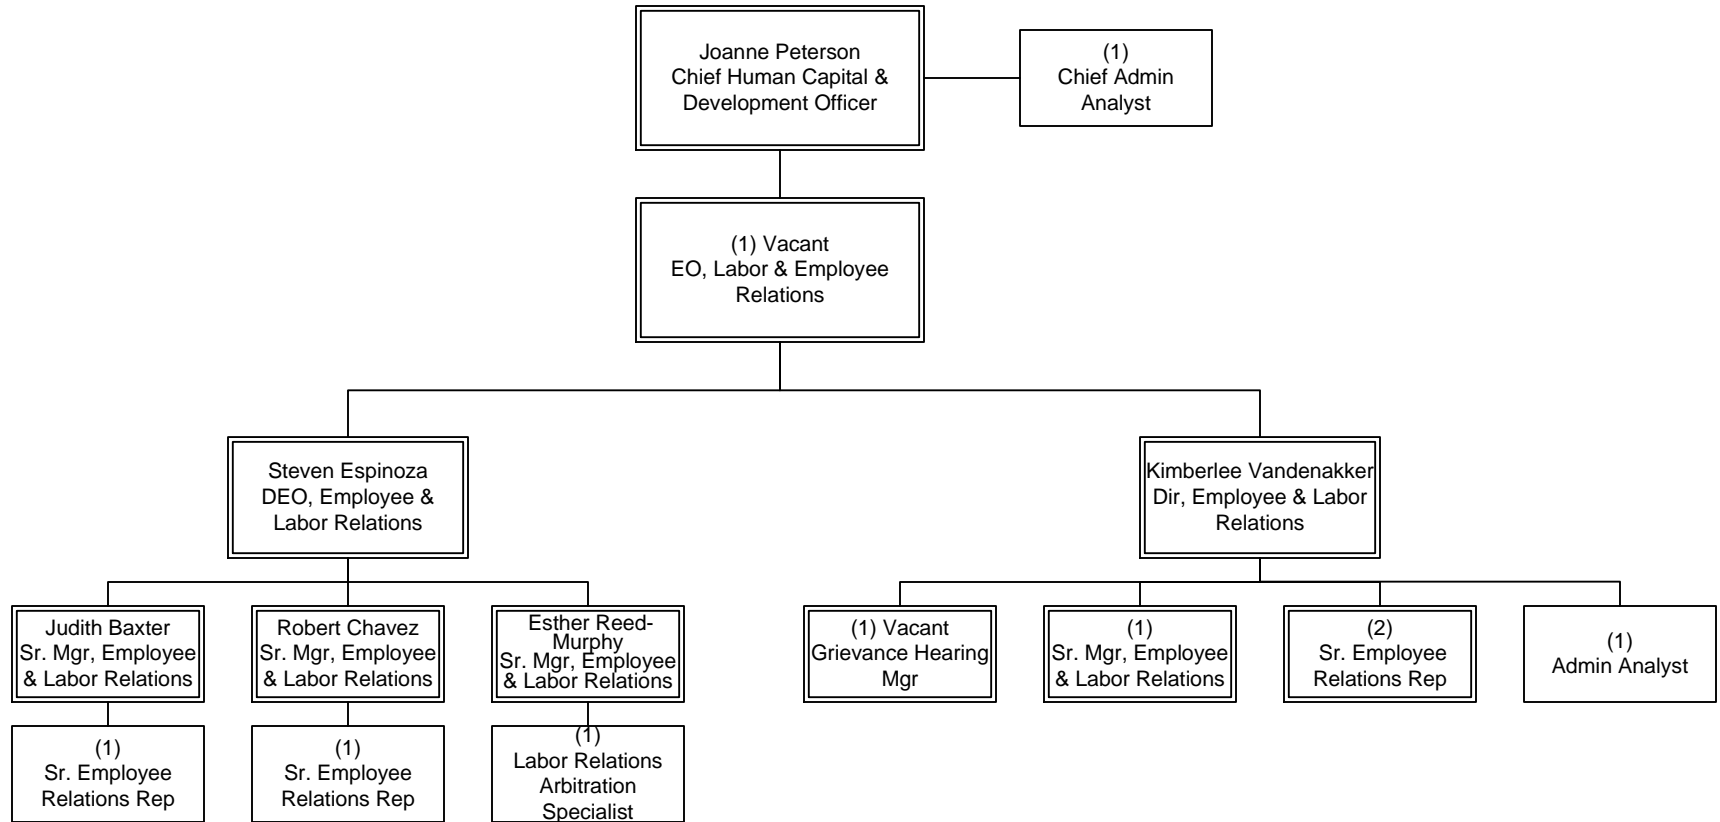 Joanne Peterson
Chief Human Capital &
Development Officer
(1)
Chief Admin
Analyst
(1) Vacant
EO, Labor & Employee
Relations
Steven Espinoza
DEO, Employee &
Labor Relations
Kimberlee Vandenakker
Dir, Employee & Labor
Relations
Judith Baxter
Sr. Mgr, Employee
& Labor Relations
Robert Chavez
Sr. Mgr, Employee
& Labor Relations
Esther Reed-
Murphy
Sr. Mgr, Employee
& Labor Relations
(1) Vacant
Grievance Hearing
Mgr
(1)
Sr. Mgr, Employee
& Labor Relations
(2)
Sr. Employee
Relations Rep
(1)
Admin Analyst
(1)
Sr. Employee
Relations Rep
(1)
Sr. Employee
Relations Rep
(1)
Labor Relations
Arbitration
Specialist